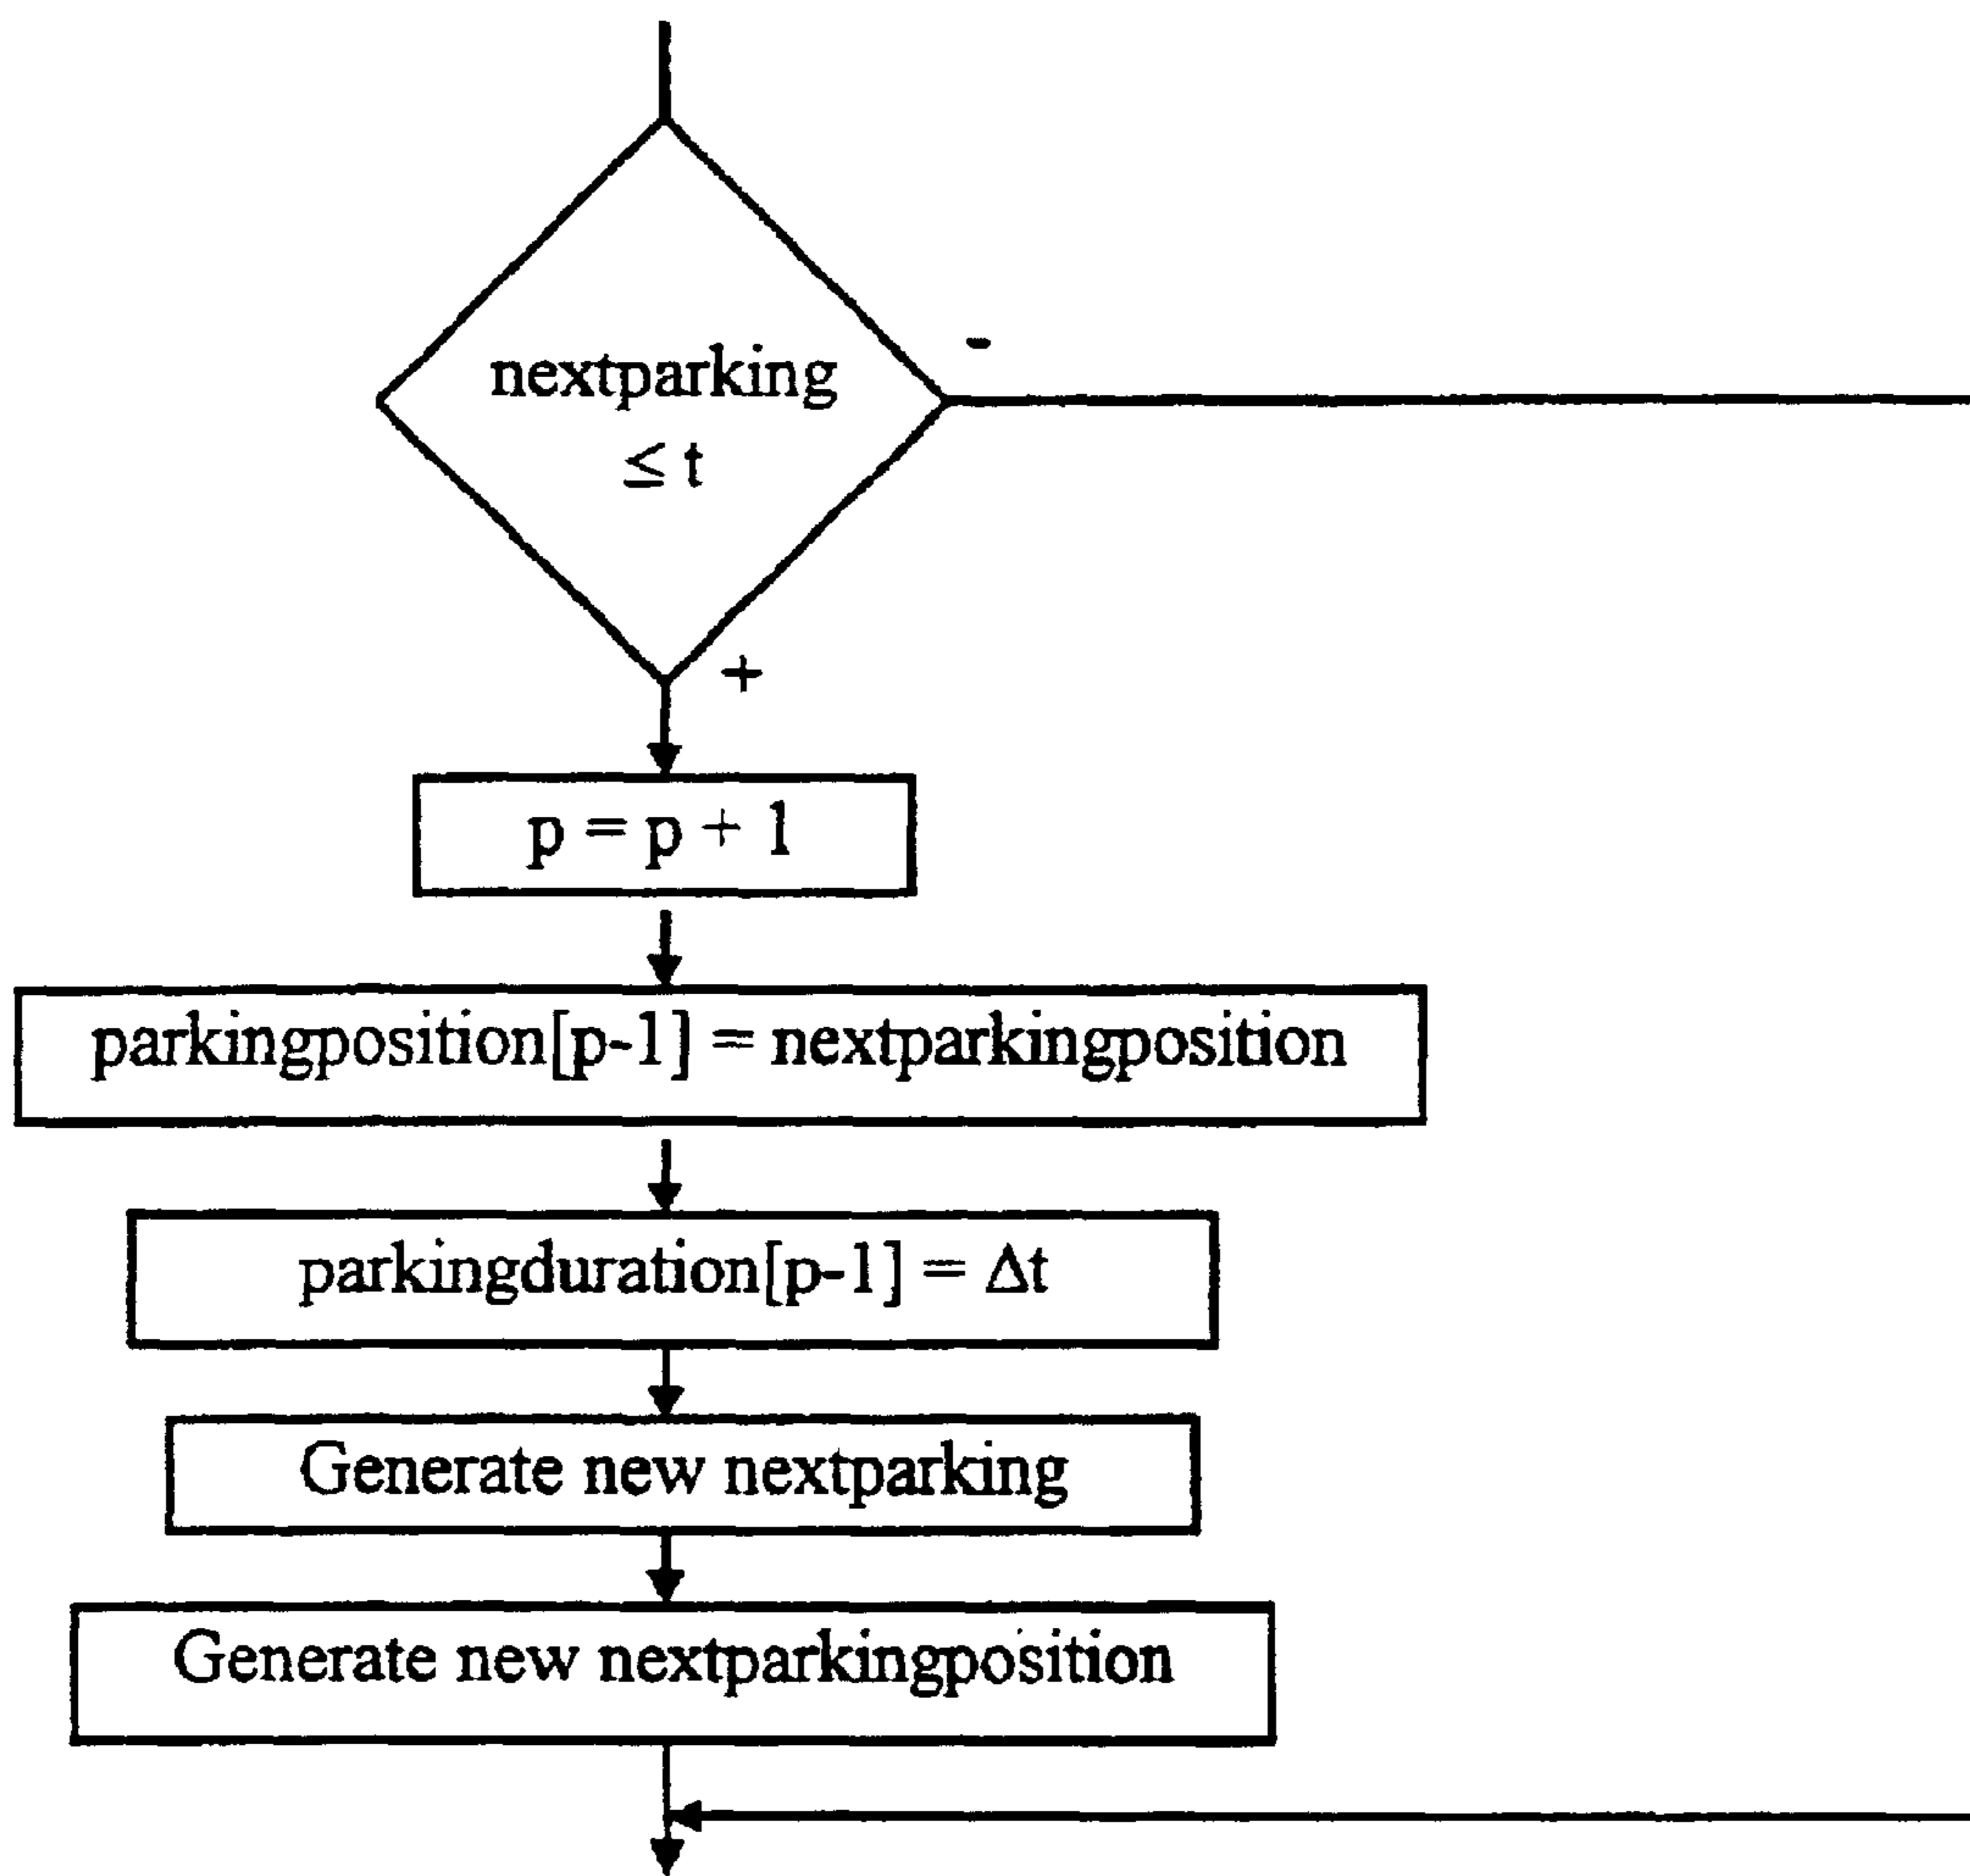 nextparking
≤ t
-
+
p = p + 1
parkingposition[p-1] = nextparkingposition
parkingduration[p-1] = Δt
Generate new nextparking
Generate new nextparkingposition